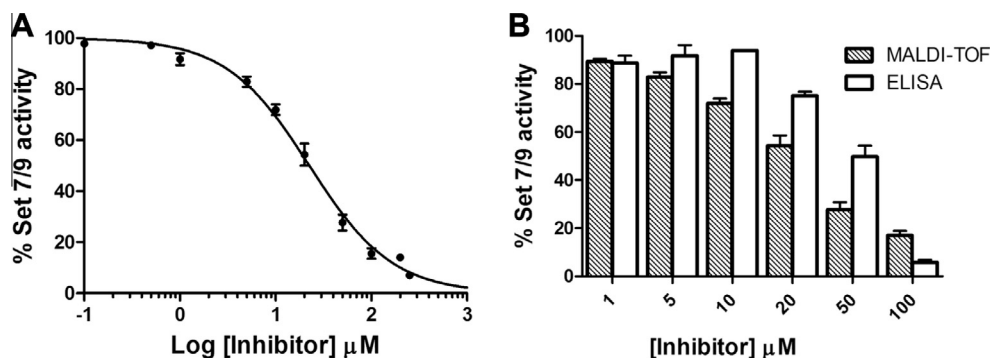 A
% Set 7/9 activity
100
80
60
40
20
0
-1
0
1
2
3
Log [Inhibitor] μM
B
% Set 7/9 activity
100
80
60
40
20
0
MALDI-TOF
ELISA
1
5
10
20
50
100
[Inhibitor] μM